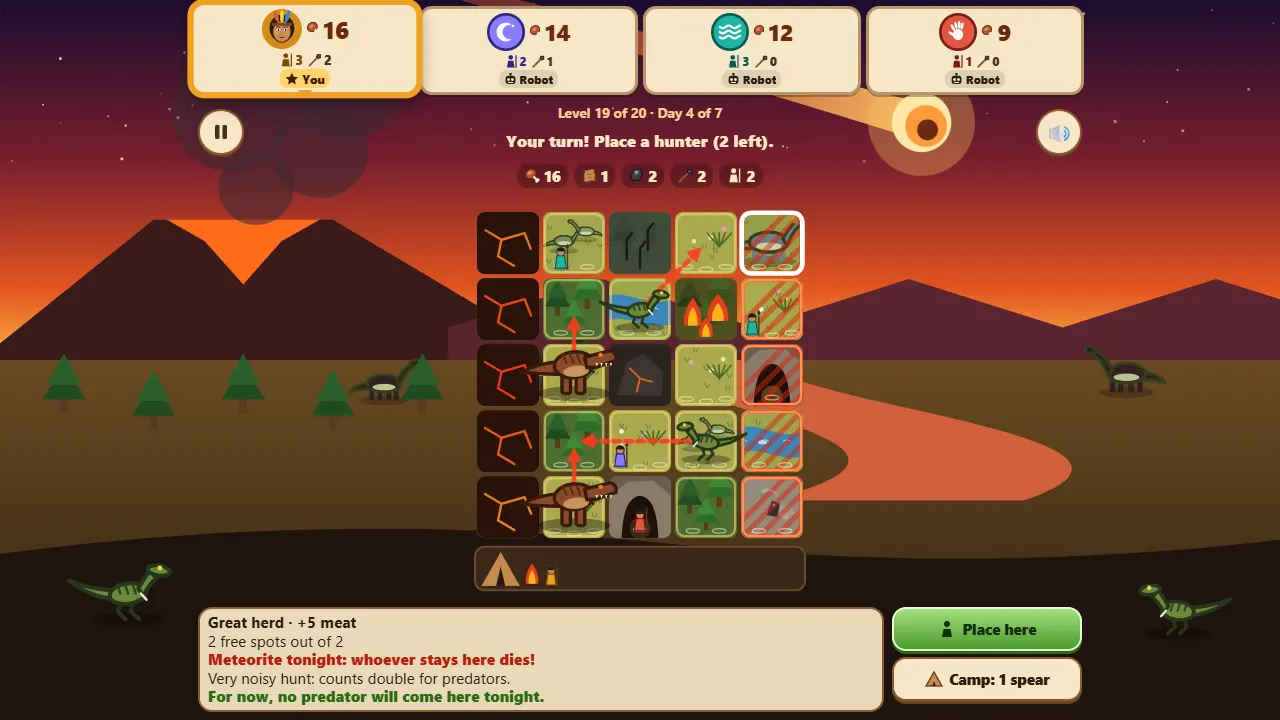 16
3 2
You
14
2 1
Robot
12
3 0
Robot
9
1 0
Robot
Level 19 of 20 · Day 4 of 7
Your turn! Place a hunter (2 left).
16 1 2 2 2
Great herd · +5 meat
2 free spots out of 2
Meteorite tonight: whoever stays here dies!
Very noisy hunt: counts double for predators.
For now, no predator will come here tonight.
Place here
Camp: 1 spear